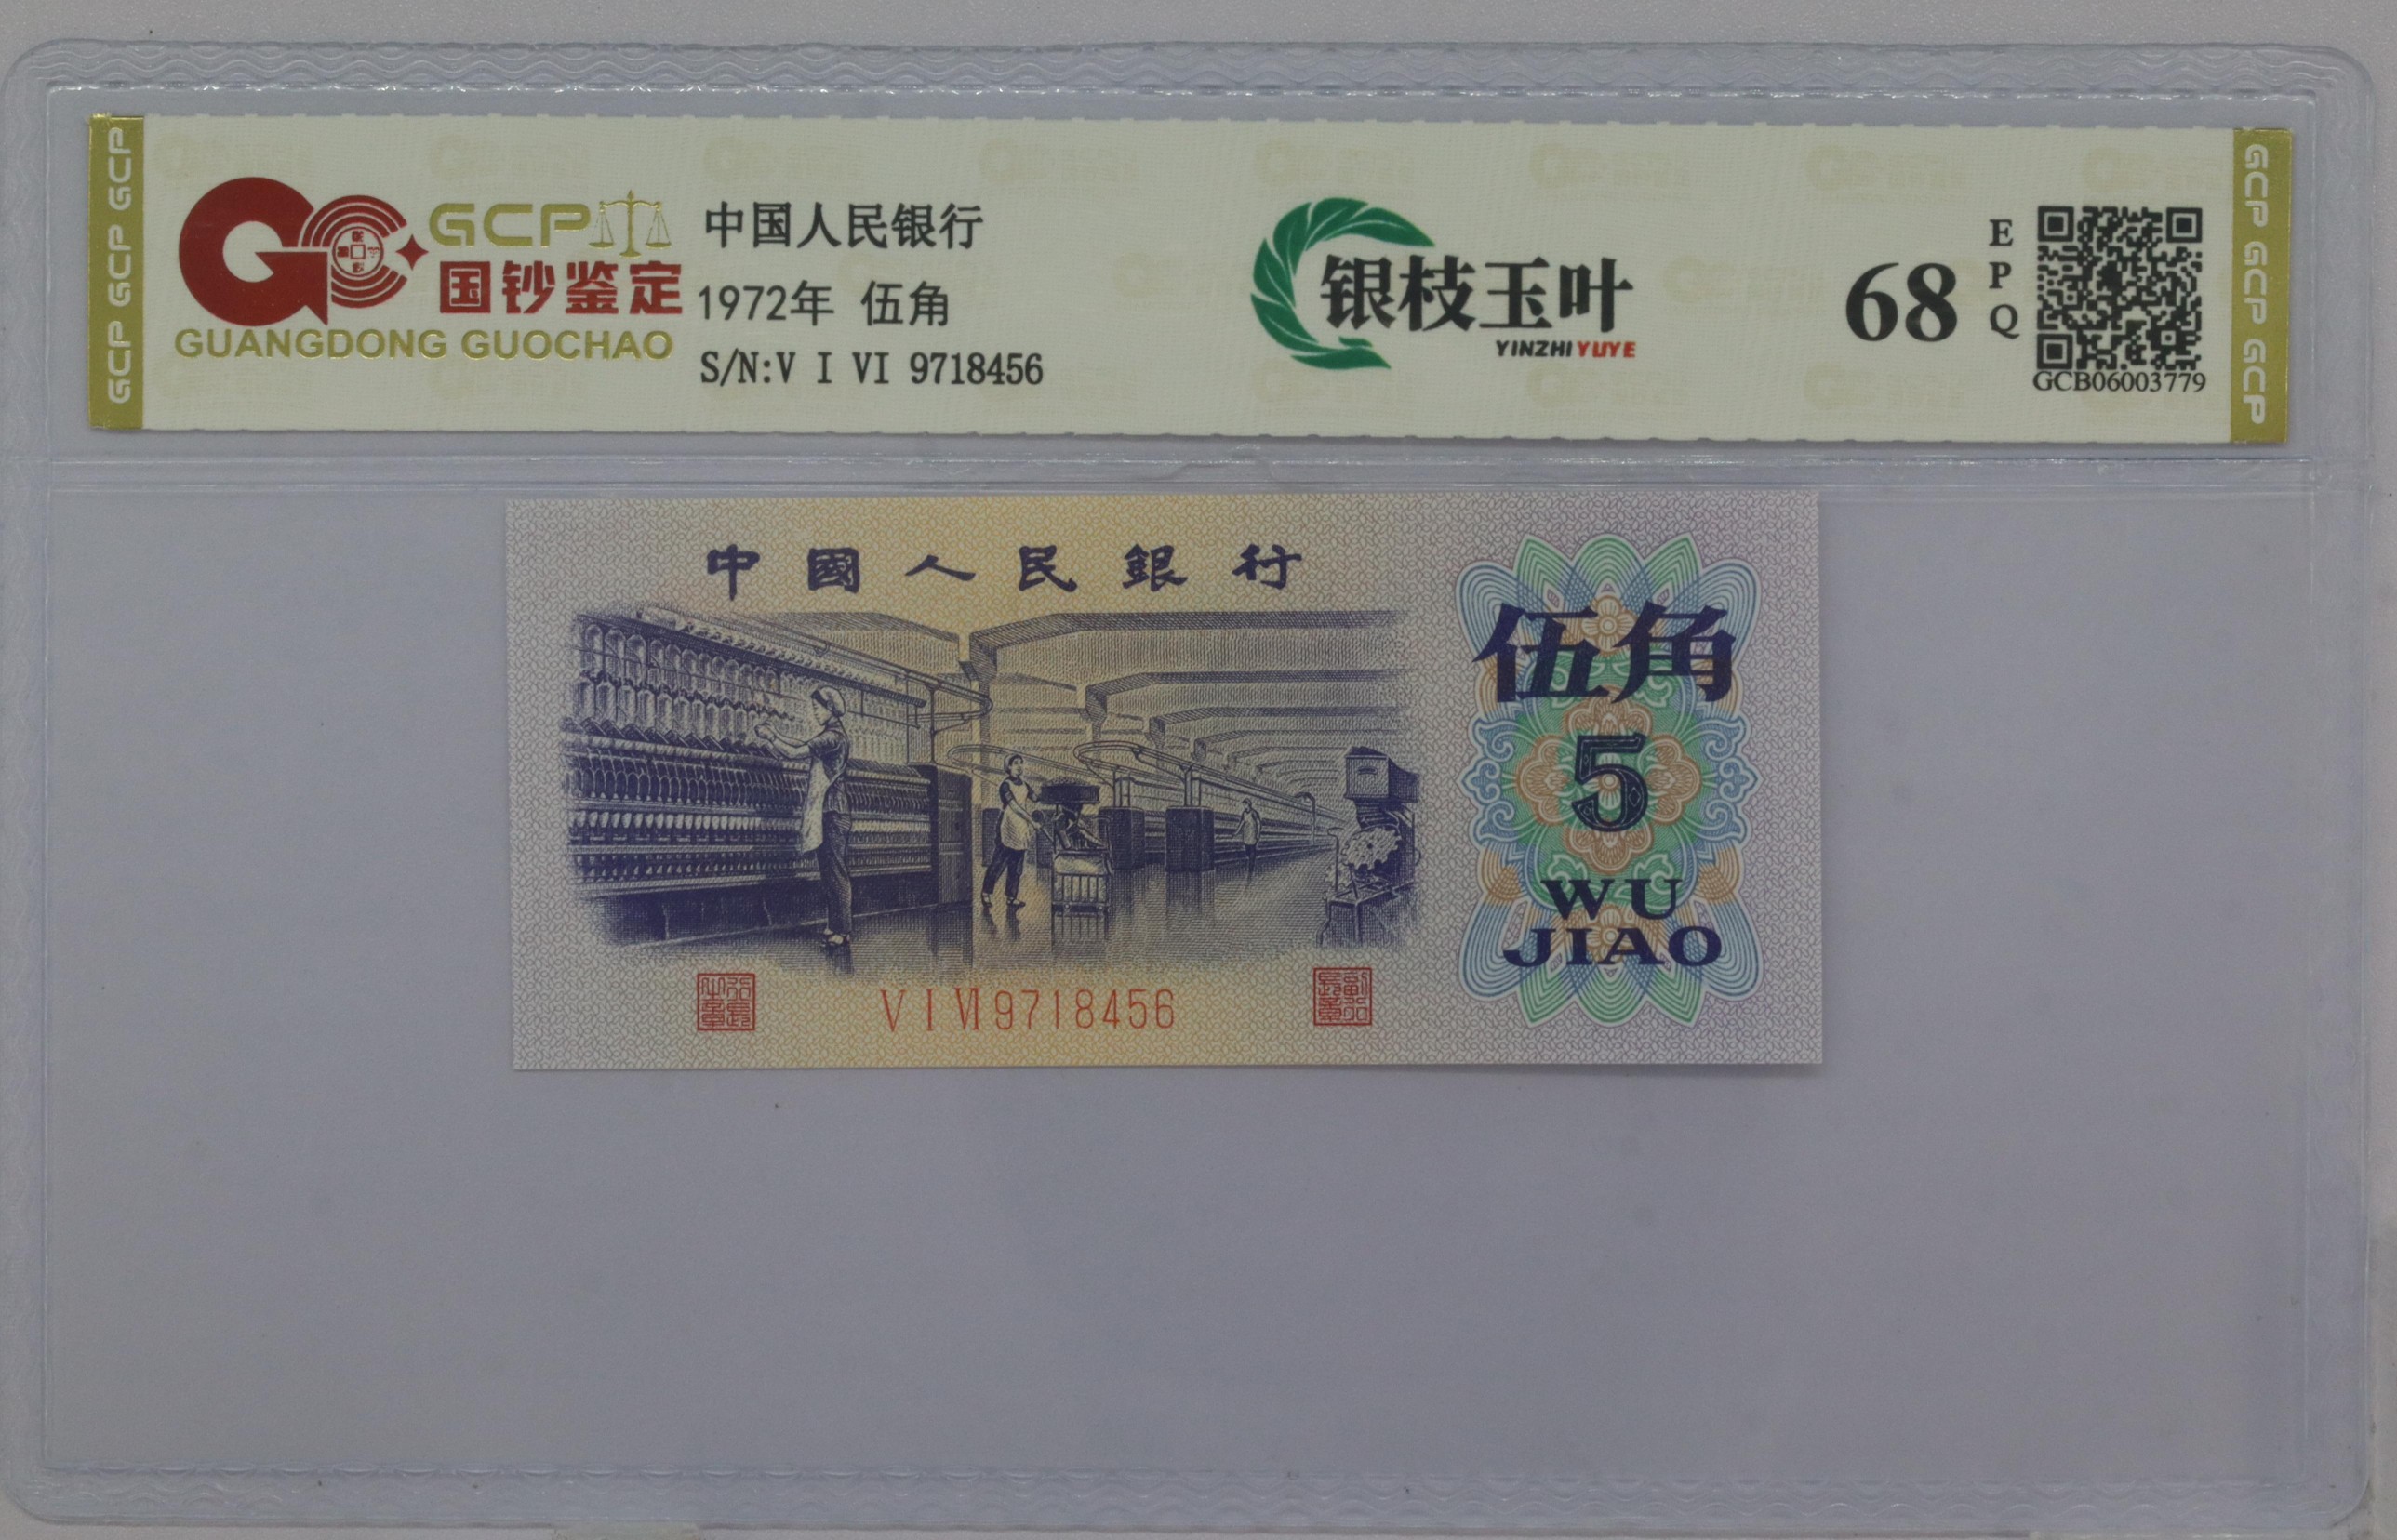 GCP GCP GCP
GCP
国钞鉴定
GUANGDONG GUOCHAO
中国人民银行
1972年 伍角
S/N:V I VI 9718456
银枝玉叶
YINZHI YUYE
68
EPQ
GCB06003779
GCP GCP GCP
中國人民銀行
伍角
5
WU
JIAO
V I VI 9718456